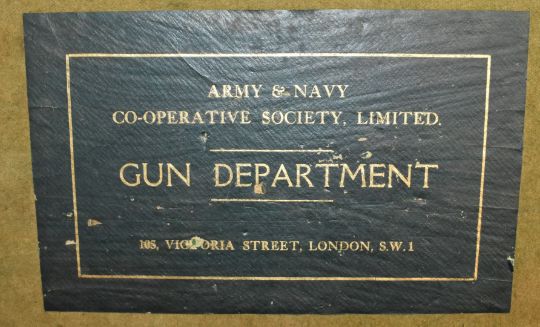 ARMY & NAVY
CO-OPERATIVE SOCIETY, LIMITED.
GUN DEPARTMENT
105, VICTORIA STREET, LONDON, S.W.1